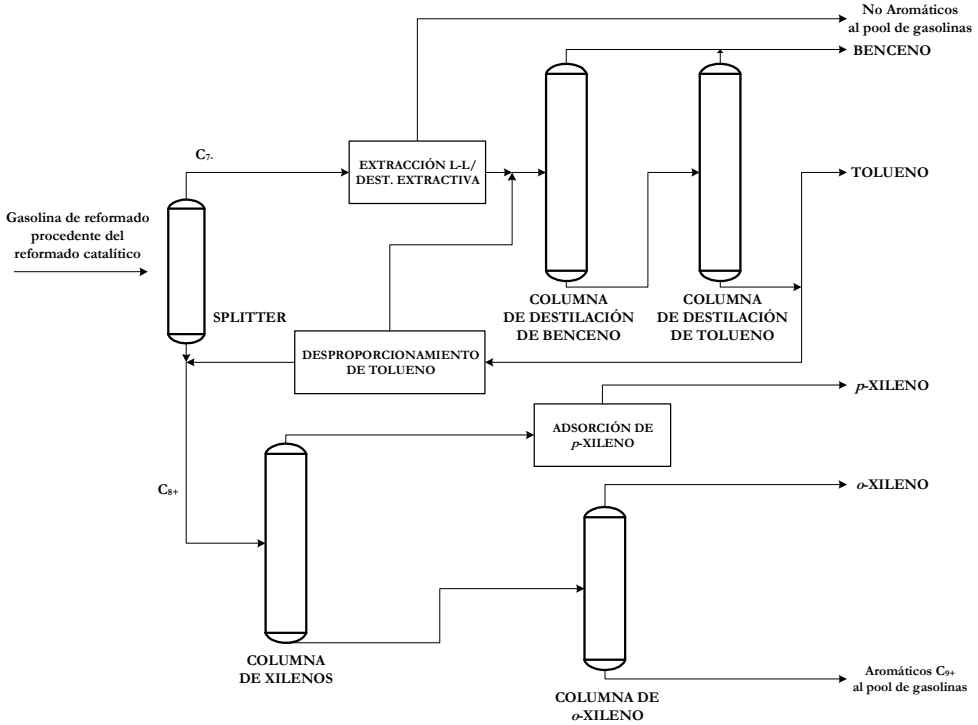 No Aromáticos
al pool de gasolinas
BENCENO
C7-
EXTRACCIÓN L-L/
DEST. EXTRACTIVA
TOLUENO
Gasolina de reformado
procedente del
reformado catalítico
SPLITTER
COLUMNA
DE DESTILACIÓN
DE BENCENO
COLUMNA
DE DESTILACIÓN
DE TOLUENO
DESPROPORCIONAMIENTO
DE TOLUENO
p-XILENO
ADSORCIÓN DE
p-XILENO
C8+
o-XILENO
COLUMNA
DE XILENOS
COLUMNA DE
o-XILENO
Aromáticos C9+
al pool de gasolinas